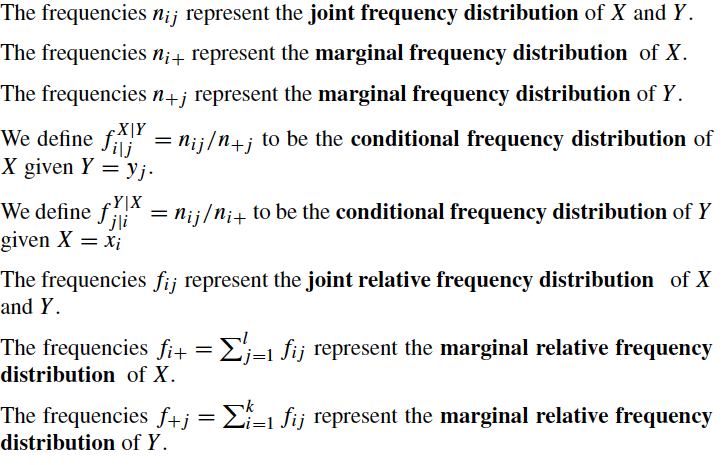 The frequencies n_{ij} represent the joint frequency distribution of X and Y.
The frequencies n_{i+} represent the marginal frequency distribution of X.
The frequencies n_{+j} represent the marginal frequency distribution of Y.
We define f_{i|j}^{X|Y} = n_{ij}/n_{+j} to be the conditional frequency distribution of
X given Y = y_j.
We define f_{j|i}^{Y|X} = n_{ij}/n_{i+} to be the conditional frequency distribution of Y
given X = x_i
The frequencies f_{ij} represent the joint relative frequency distribution of X
and Y.
The frequencies f_{i+} = \sum_{j=1}^{l} f_{ij} represent the marginal relative frequency
distribution of X.
The frequencies f_{+j} = \sum_{i=1}^{k} f_{ij} represent the marginal relative frequency
distribution of Y.